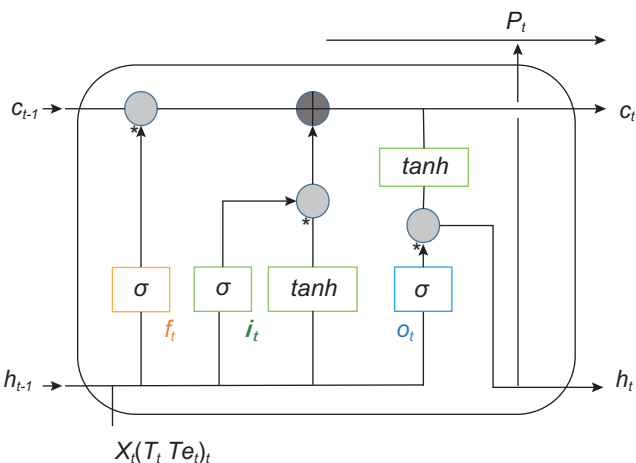 P_t
c_{t-1}
c_t
*
tanh
*
*
σ
σ
tanh
σ
f_t
i_t
o_t
h_{t-1}
h_t
X_t(T_t Te_t)_t